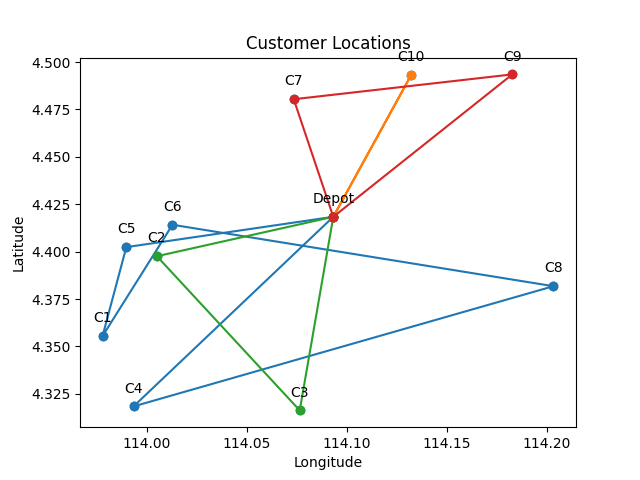 Customer Locations
C10
C9
C7
Depot
C6
C5
C2
C8
C1
C4
C3
4.500
4.475
4.450
4.425
4.400
4.375
4.350
4.325
Latitude
114.00
114.05
114.10
114.15
114.20
Longitude